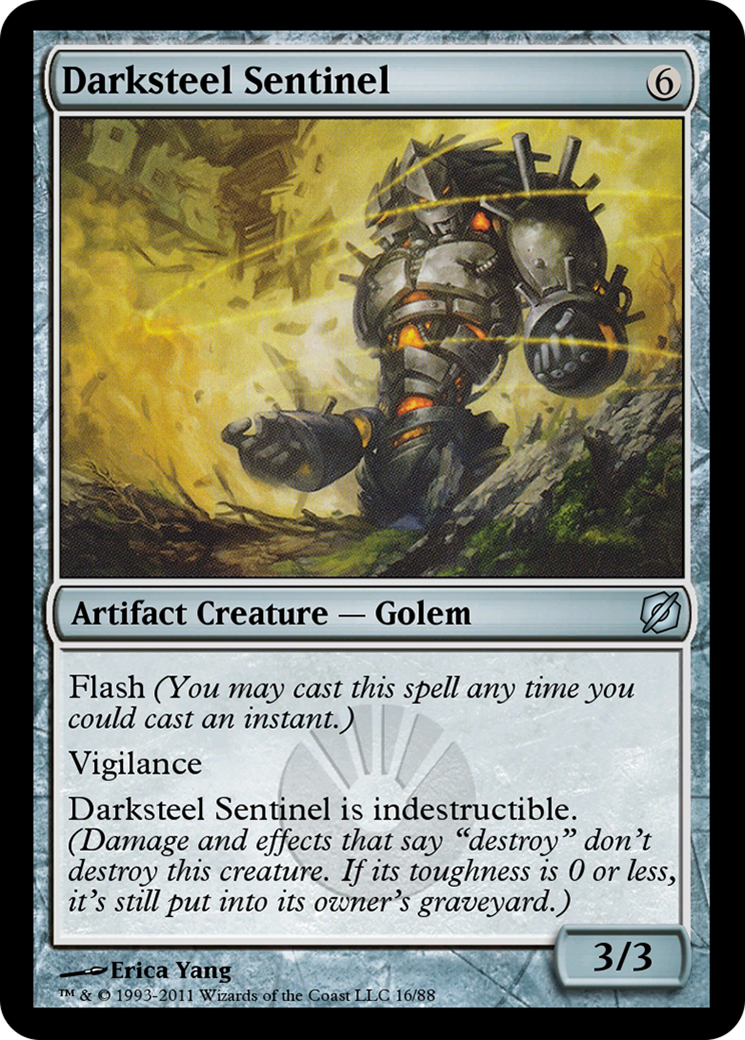 Darksteel Sentinel 6
Artifact Creature — Golem
Flash (You may cast this spell any time you
could cast an instant.)
Vigilance
Darksteel Sentinel is indestructible.
(Damage and effects that say “destroy” don’t
destroy this creature. If its toughness is 0 or less,
it’s still put into its owner’s graveyard.)
3/3
Erica Yang
™ & © 1993-2011 Wizards of the Coast LLC 16/88